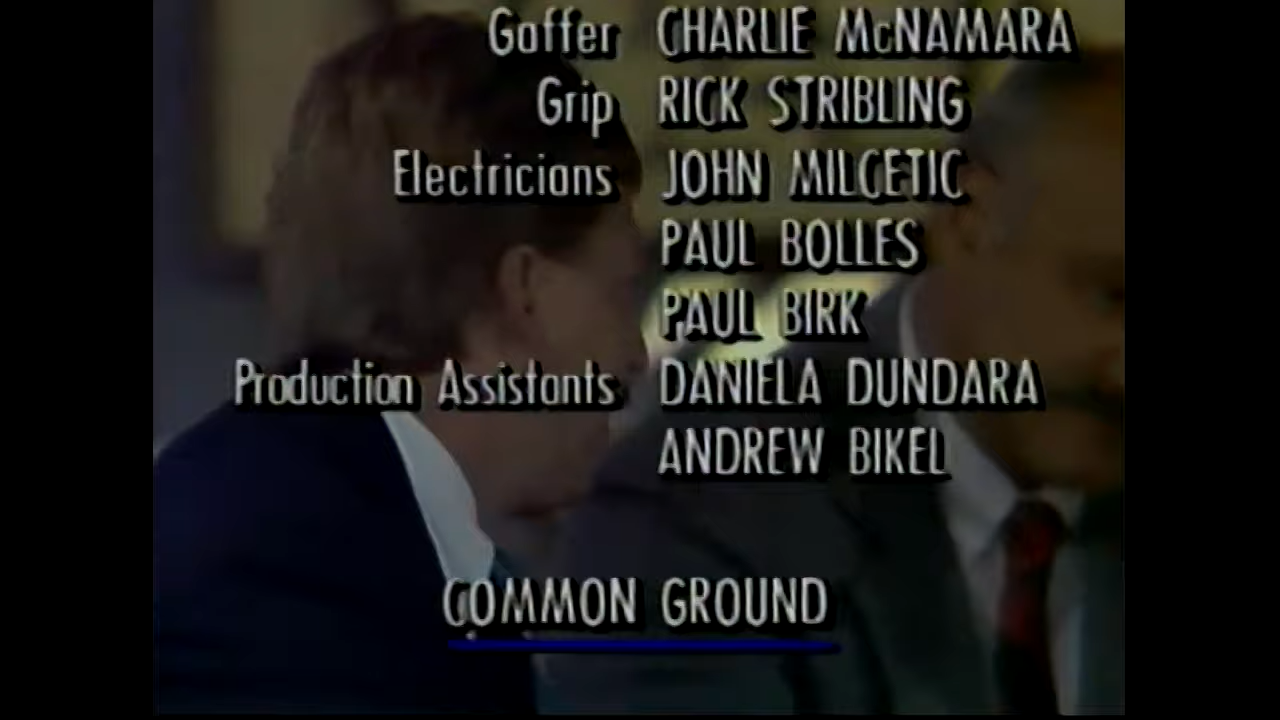 Gaffer CHARLIE McNAMARA
Grip RICK STRIBLING
Electricians JOHN MILCETIC
PAUL BOLLES
PAUL BIRK
Production Assistants DANIELA DUNDARA
ANDREW BIKEL
COMMON GROUND